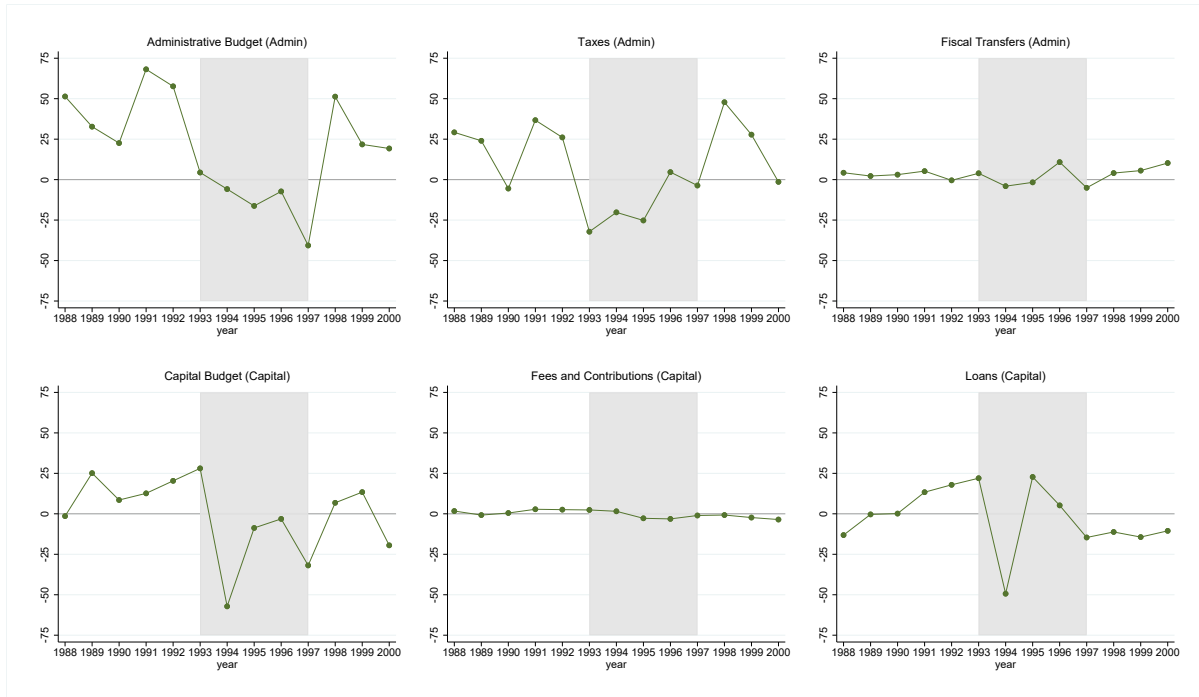 Administrative Budget (Admin)
75
50
25
0
-25
-50
-75
1988 1989 1990 1991 1992 1993 1994 1995 1996 1997 1998 1999 2000
year
Taxes (Admin)
75
50
25
0
-25
-50
-75
1988 1989 1990 1991 1992 1993 1994 1995 1996 1997 1998 1999 2000
year
Fiscal Transfers (Admin)
75
50
25
0
-25
-50
-75
1988 1989 1990 1991 1992 1993 1994 1995 1996 1997 1998 1999 2000
year
Capital Budget (Capital)
75
50
25
0
-25
-50
-75
1988 1989 1990 1991 1992 1993 1994 1995 1996 1997 1998 1999 2000
year
Fees and Contributions (Capital)
75
50
25
0
-25
-50
-75
1988 1989 1990 1991 1992 1993 1994 1995 1996 1997 1998 1999 2000
year
Loans (Capital)
75
50
25
0
-25
-50
-75
1988 1989 1990 1991 1992 1993 1994 1995 1996 1997 1998 1999 2000
year